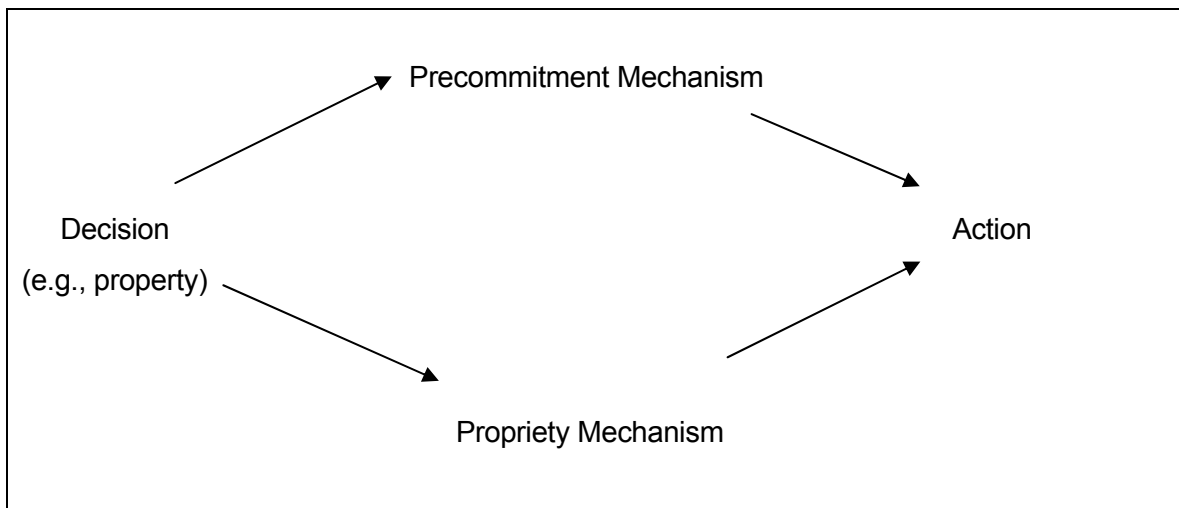 Precommitment Mechanism
Decision
(e.g., property)
Action
Propriety Mechanism